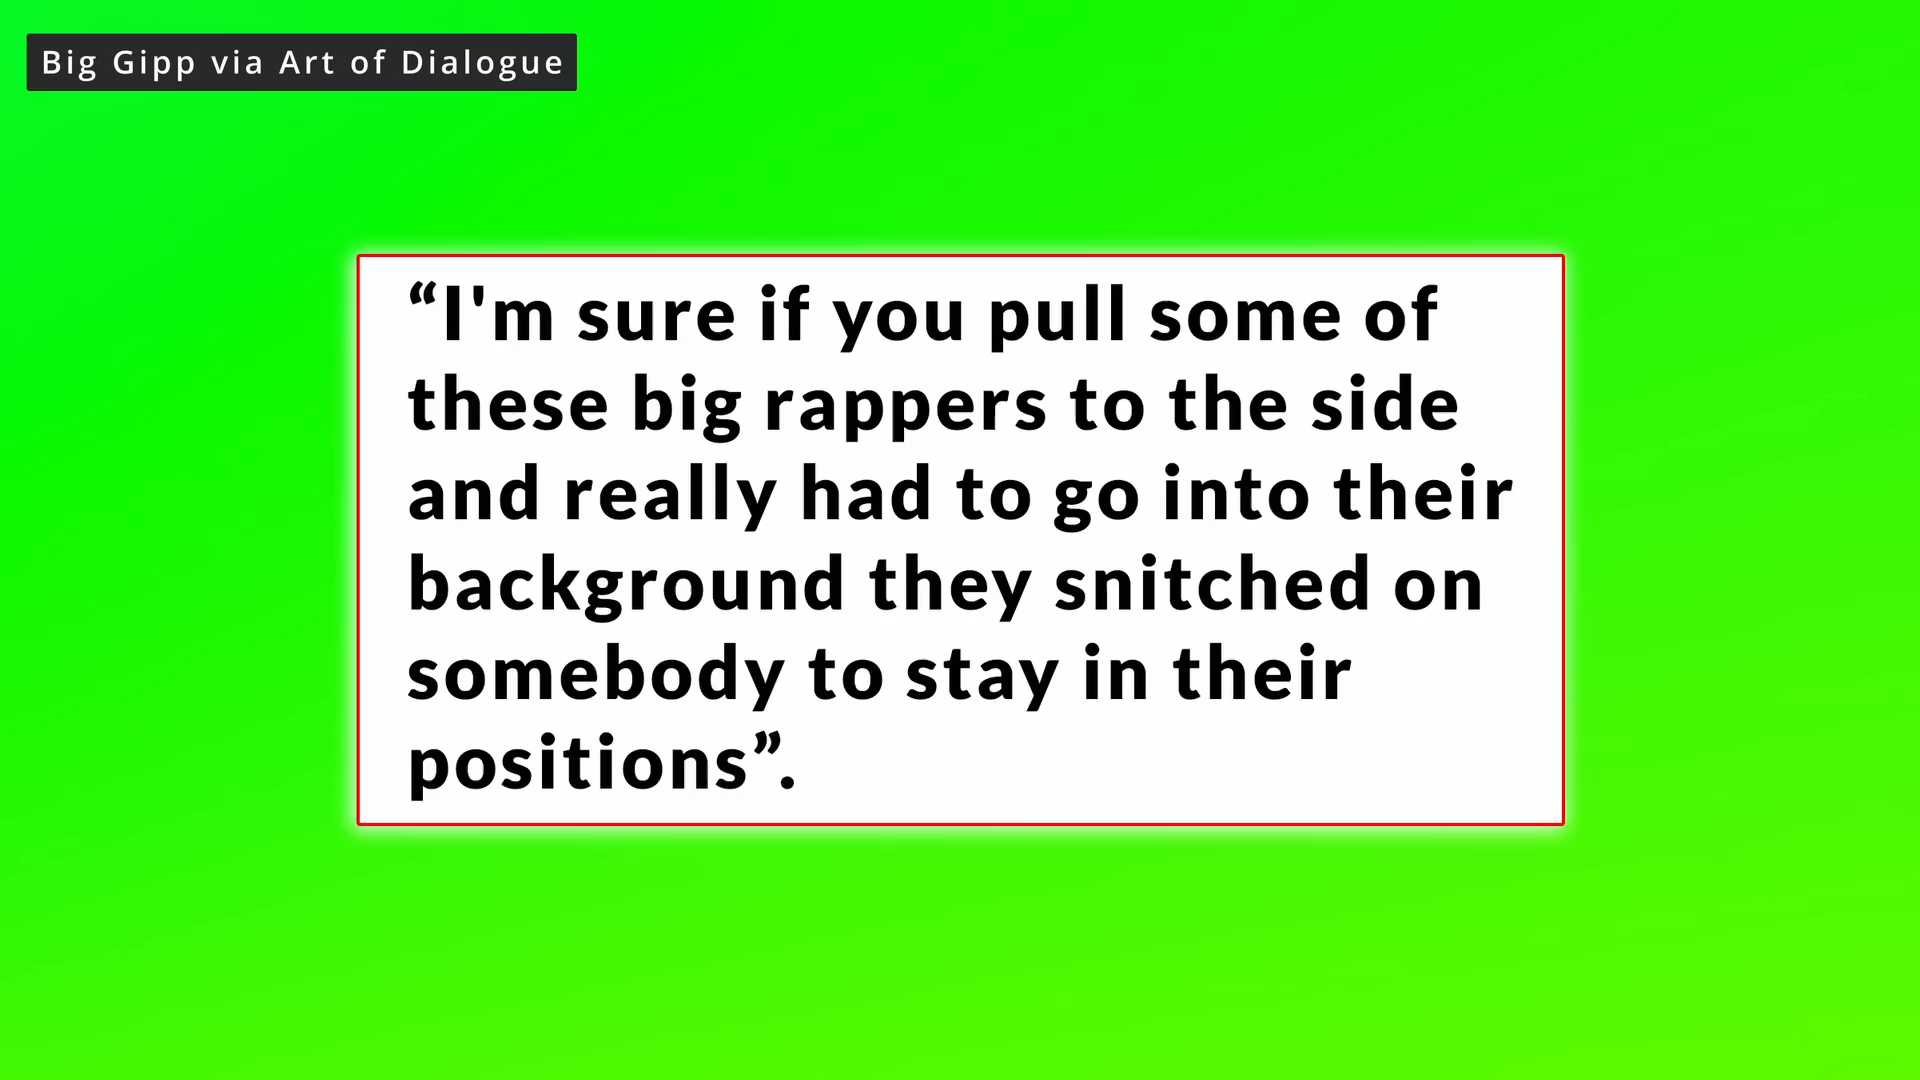 Big Gipp via Art of Dialogue
“I'm sure if you pull some of
these big rappers to the side
and really had to go into their
background they snitched on
somebody to stay in their
positions”.